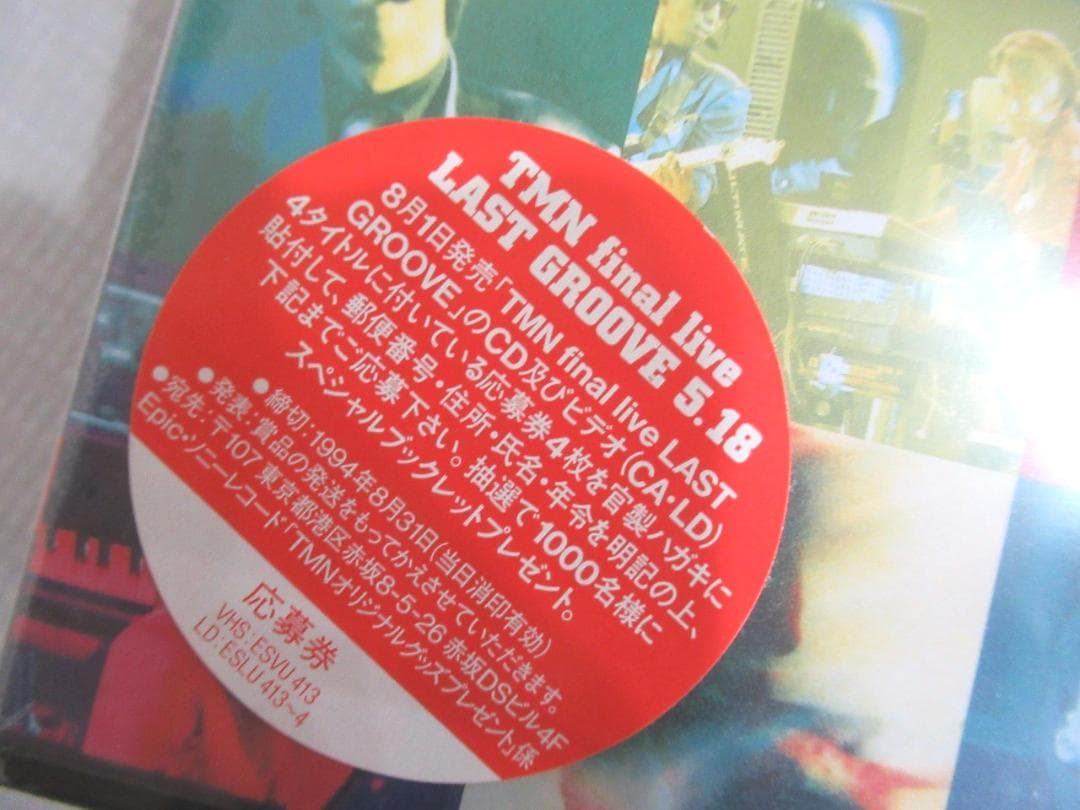 TMN final live
LAST GROOVE 5.18
8月1日発売「TMN final live LAST
GROOVE」のCD及びビデオ(CA・LD)
4タイトルに付いている応募券4枚を官製ハガキに
貼付して、郵便番号・住所・氏名・年令を明記の上、
下記までご応募下さい。抽選で1000名様に
スペシャルブックレットプレゼント。
●締切:1994年8月31日(当日消印有効)
●発表:賞品の発送をもってかえさせていただきます。
●宛先:〒107 東京都港区赤坂8-5-26 赤坂DSビル4F
EPIC・ソニーレコード「TMNオリジナルグッズプレゼント」係
応募券
VHS:ESVU 413
LD:ESLU 413~4